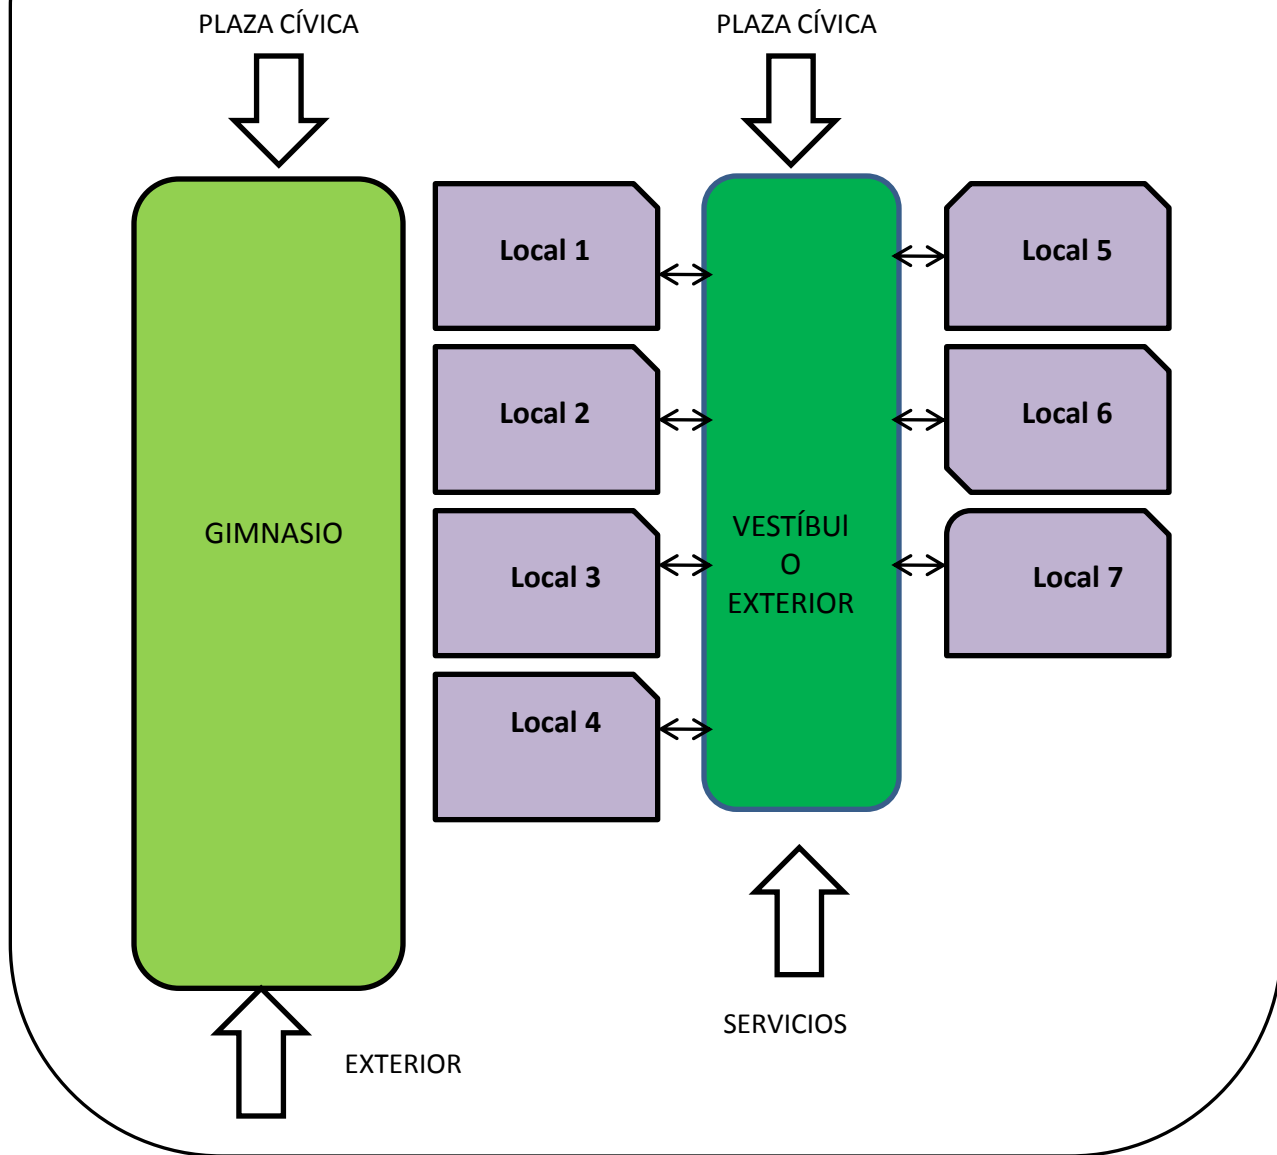 PLAZA CÍVICA
PLAZA CÍVICA
Local 1
Local 5
Local 2
Local 6
GIMNASIO
VESTÍBUl
O
EXTERIOR
Local 3
Local 7
Local 4
SERVICIOS
EXTERIOR